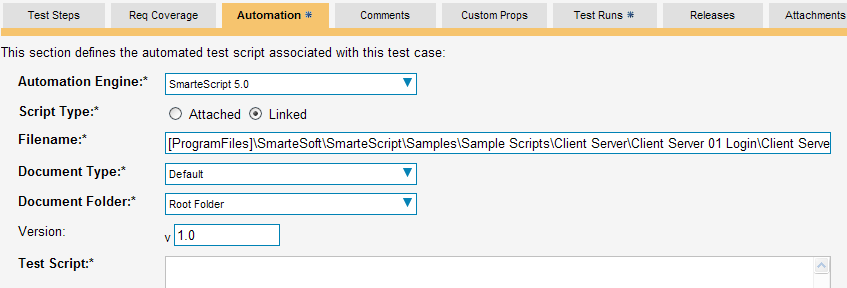 Test Steps Req Coverage Automation * Comments Custom Props Test Runs * Releases Attachments
This section defines the automated test script associated with this test case:
Automation Engine:* SmarteScript 5.0
Script Type:* Attached Linked
Filename:* [ProgramFiles]\SmarteSoft\SmarteScript\Samples\Sample Scripts\Client Server\Client Server 01 Login\Client Serve
Document Type:* Default
Document Folder:* Root Folder
Version: v 1.0
Test Script:*